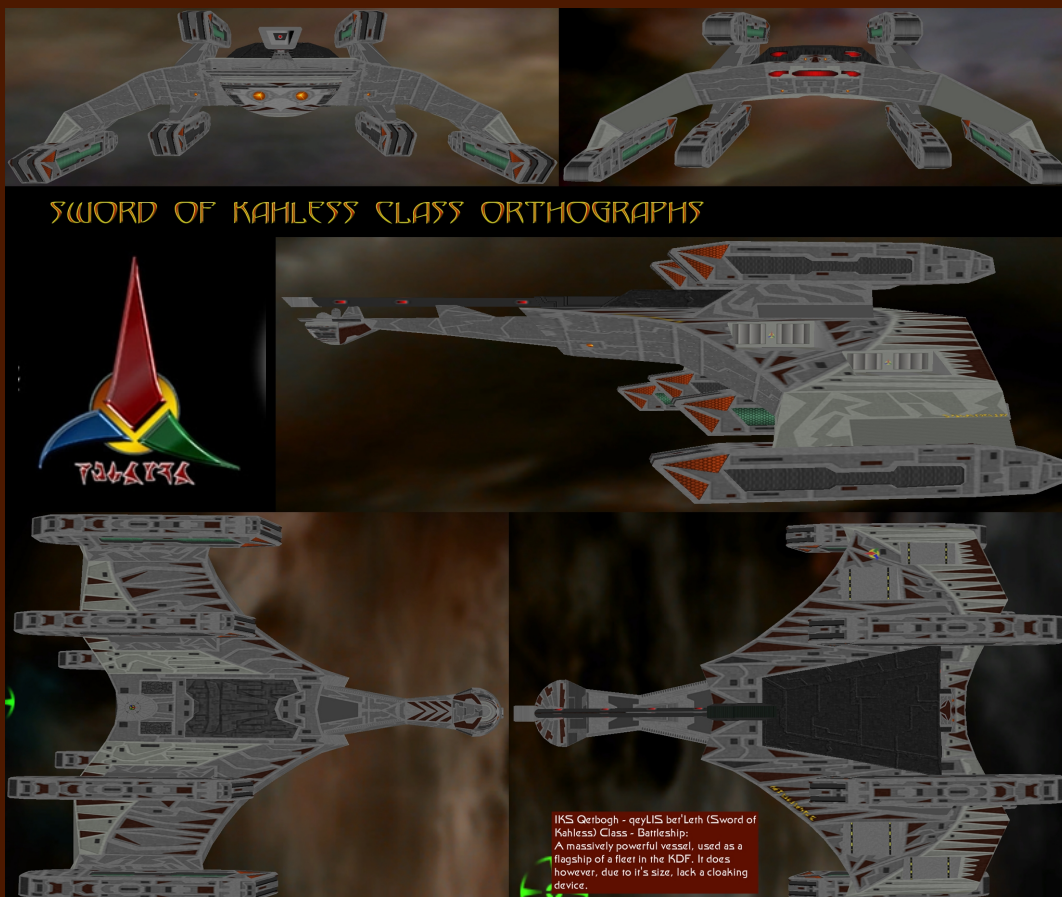 SWORD OF KAHLESS CLASS ORTHOGRAPHS
IKS Qetbogh - qeyLIS bet'Leth (Sword of
Kahless) Class - Battleship:
A massively powerful vessel, used as a
flagship of a fleet in the KDF. It does
however, due to it's size, lack a cloaking
device.